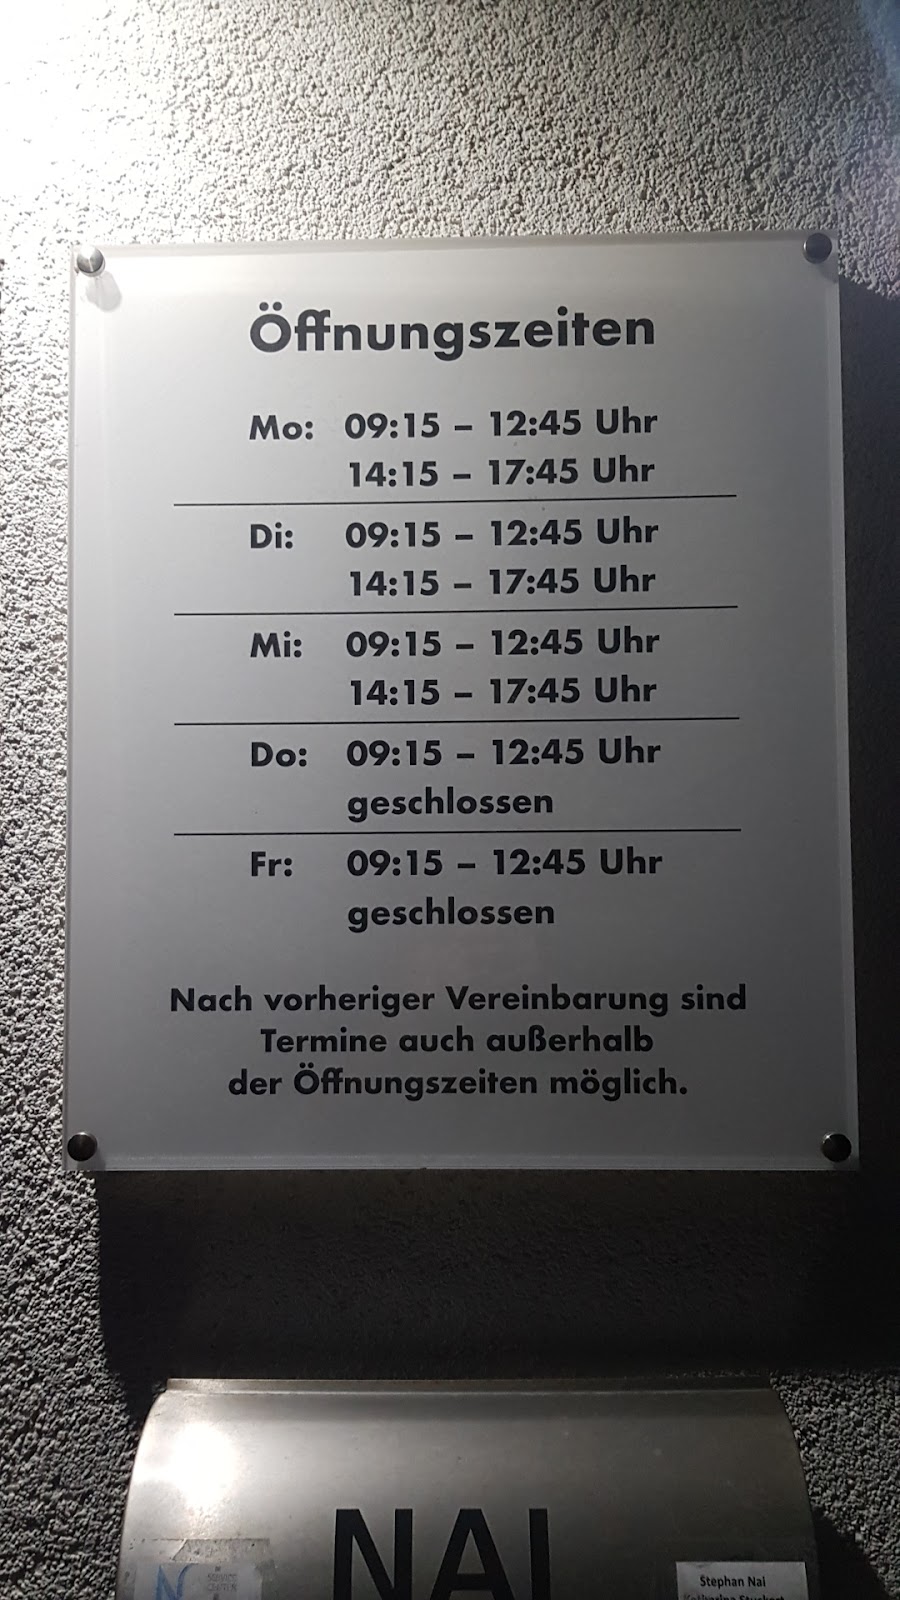 Öffnungszeiten
Mo: 09:15 – 12:45 Uhr
14:15 – 17:45 Uhr
Di: 09:15 – 12:45 Uhr
14:15 – 17:45 Uhr
Mi: 09:15 – 12:45 Uhr
14:15 – 17:45 Uhr
Do: 09:15 – 12:45 Uhr
geschlossen
Fr: 09:15 – 12:45 Uhr
geschlossen
Nach vorheriger Vereinbarung sind
Termine auch außerhalb
der Öffnungszeiten möglich.
NAI
Stephan Nai